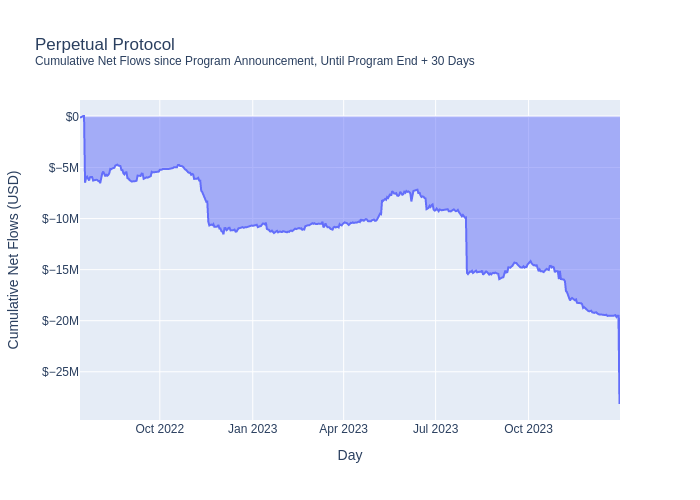 Perpetual Protocol
Cumulative Net Flows since Program Announcement, Until Program End + 30 Days
Cumulative Net Flows (USD)
$0
$−5M
$−10M
$−15M
$−20M
$−25M
Oct 2022
Jan 2023
Apr 2023
Jul 2023
Oct 2023
Day